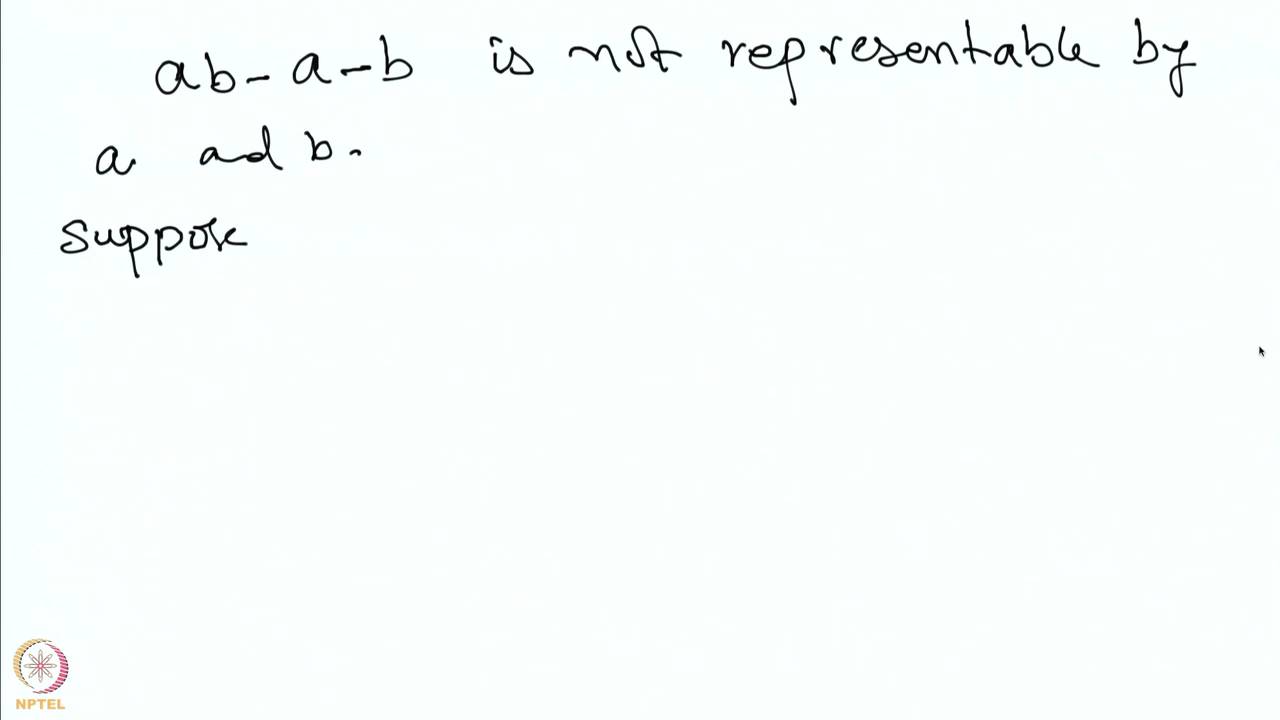 ab - a - b is not representable by
a and b.
Suppose
NPTEL